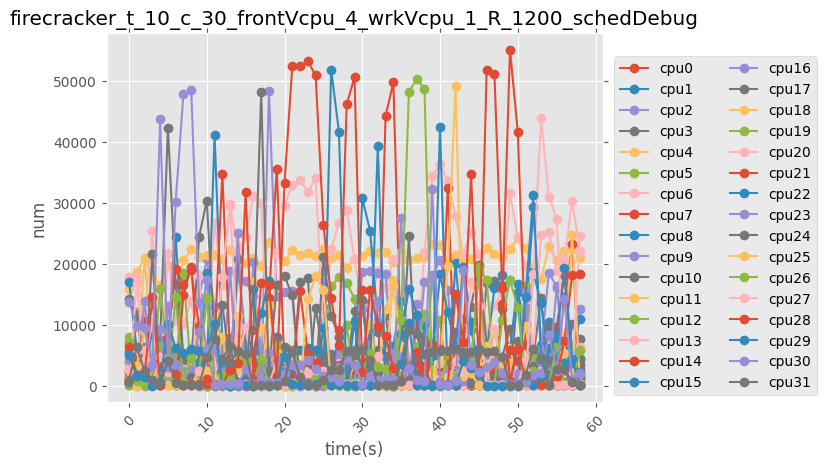 firecracker_t_10_c_30_frontVcpu_4_wrkVcpu_1_R_1200_schedDebug
num
50000
40000
30000
20000
10000
0
0
10
20
30
40
50
60
time(s)
cpu0
cpu1
cpu2
cpu3
cpu4
cpu5
cpu6
cpu7
cpu8
cpu9
cpu10
cpu11
cpu12
cpu13
cpu14
cpu15
cpu16
cpu17
cpu18
cpu19
cpu20
cpu21
cpu22
cpu23
cpu24
cpu25
cpu26
cpu27
cpu28
cpu29
cpu30
cpu31